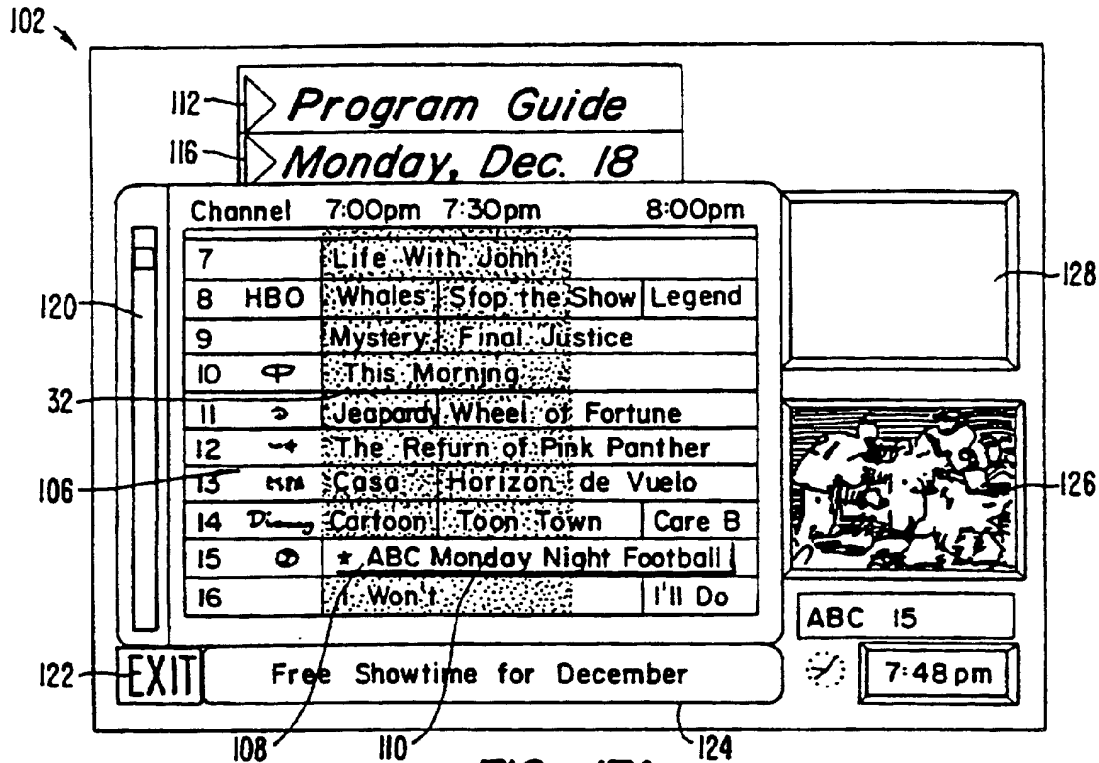 102
112 Program Guide
116 Monday, Dec. 18
Channel 7:00pm 7:30pm 8:00pm
7 Life With John
8 HBO Whales Stop the Show Legend
128
120
9 Mystery Final Justice
10 This Morning
32
11 Jeapardy Wheel of Fortune
12 The Return of Pink Panther
106
13 Casa Horizon de Vuelo
126
14 Disney Cartoon Toon Town Care B
15 * ABC Monday Night Football
16 I Won't I'll Do
ABC 15
122 EXIT Free Showtime for December 7:48pm
108 110 124